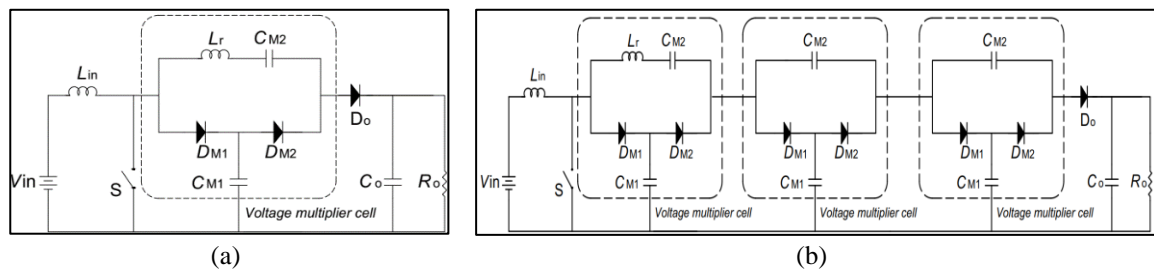 Lr CM2
Lin
Do
DM1 DM2
Vin S CM1 Co Ro
Voltage multiplier cell
(a)
Lr CM2 CM2 CM2
Lin
Do
DM1 DM2 DM1 DM2 DM1 DM2
Vin S CM1 CM1 CM1 Co Ro
Voltage multiplier cell Voltage multiplier cell Voltage multiplier cell
(b)